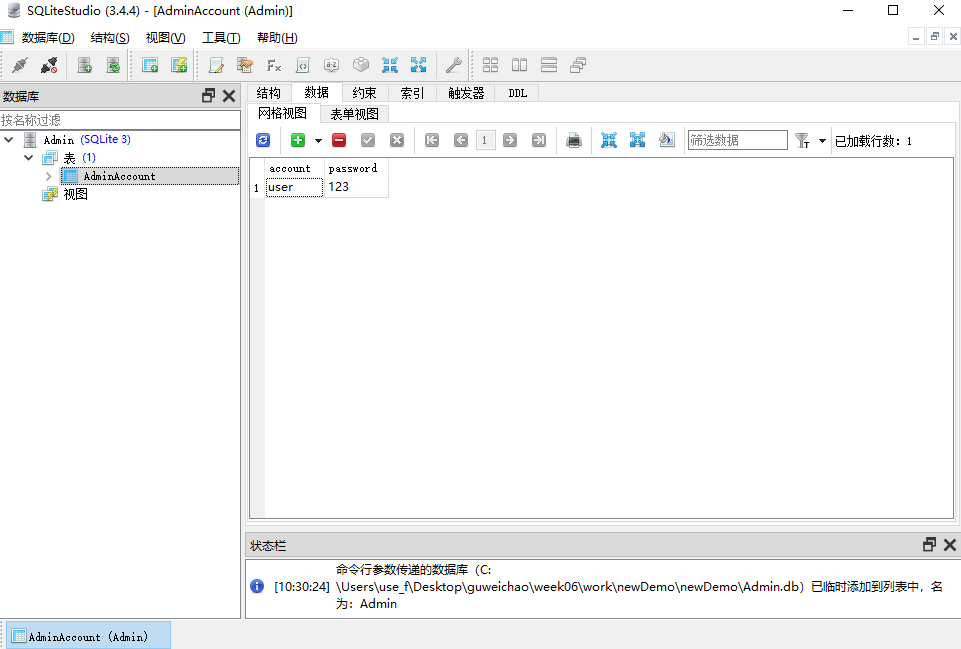 SQLiteStudio (3.4.4) - [AdminAccount (Admin)]
数据库(D) 结构(S) 视图(V) 工具(T) 帮助(H)
数据库
按名称过滤
Admin (SQLite 3)
表 (1)
AdminAccount
视图
结构 数据 约束 索引 触发器 DDL
网格视图 表单视图
1 筛选数据 已加载行数：1
account password
1 user 123
状态栏
命令行参数传递的数据库（C:
[10:30:24] \Users\use_f\Desktop\guweichao\week06\work\newDemo\newDemo\Admin.db）已临时添加到列表中，名
为：Admin
AdminAccount (Admin)